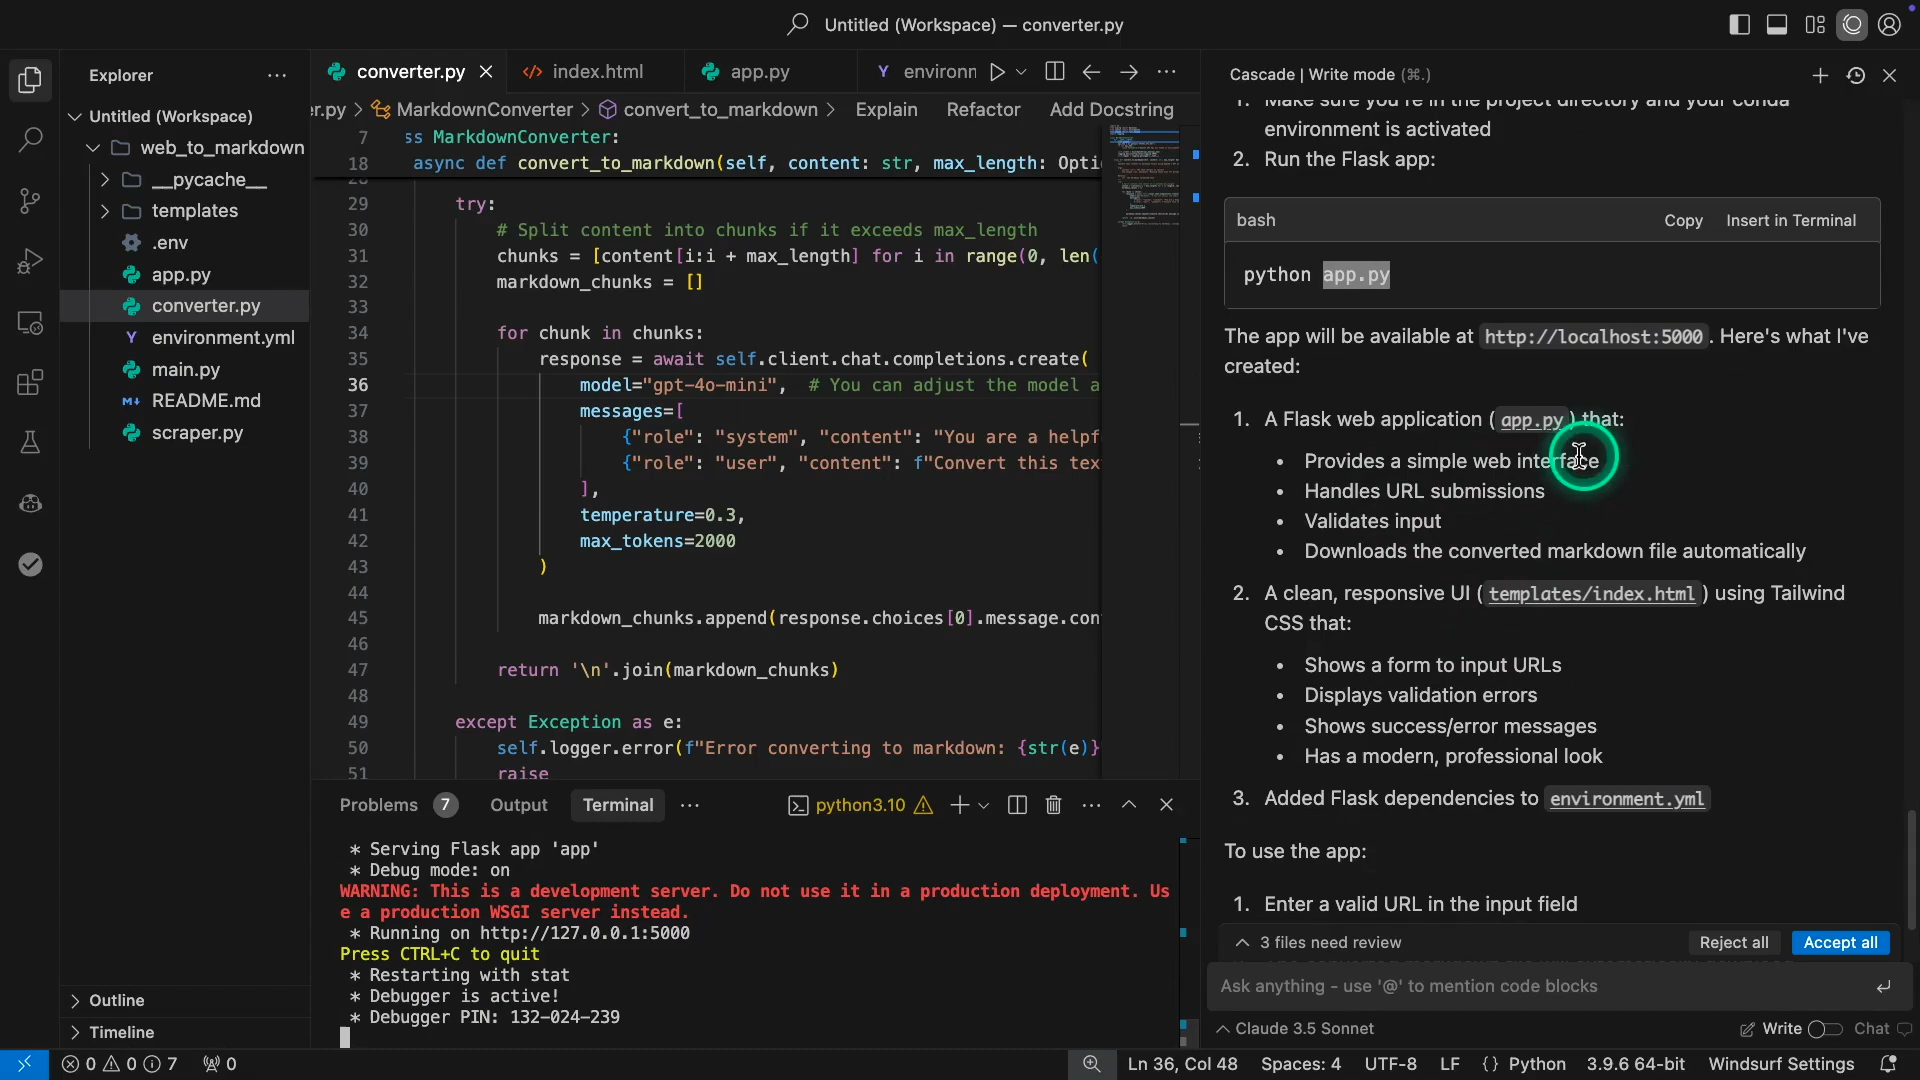 Untitled (Workspace) — converter.py
Explorer
Untitled (Workspace)
web_to_markdown
__pycache__
templates
.env
app.py
converter.py
environment.yml
main.py
README.md
scraper.py
Outline
Timeline
converter.py
index.html
app.py
environn
er.py > MarkdownConverter > convert_to_markdown > Explain Refactor Add Docstring
7 ss MarkdownConverter:
18 async def convert_to_markdown(self, content: str, max_length: Opti
29 try:
30 # Split content into chunks if it exceeds max_length
31 chunks = [content[i:i + max_length] for i in range(0, len(
32 markdown_chunks = []
33
34 for chunk in chunks:
35 response = await self.client.chat.completions.create(
36 model="gpt-4o-mini", # You can adjust the model a
37 messages=[
38 {"role": "system", "content": "You are a helpf
39 {"role": "user", "content": f"Convert this tex
40 ],
41 temperature=0.3,
42 max_tokens=2000
43 )
44
45 markdown_chunks.append(response.choices[0].message.con
46
47 return '\n'.join(markdown_chunks)
48
49 except Exception as e:
50 self.logger.error(f"Error converting to markdown: {str(e)}
51 raise
Problems 7 Output Terminal python3.10
* Serving Flask app 'app'
* Debug mode: on
WARNING: This is a development server. Do not use it in a production deployment. Us
e a production WSGI server instead.
* Running on http://127.0.0.1:5000
Press CTRL+C to quit
* Restarting with stat
* Debugger is active!
* Debugger PIN: 132-024-239
Cascade | Write mode (⌘.)
1. Make sure you're in the project directory and your conda
environment is activated
2. Run the Flask app:
bash Copy Insert in Terminal
python app.py
The app will be available at http://localhost:5000. Here's what I've
created:
1. A Flask web application (app.py) that:
• Provides a simple web interface
• Handles URL submissions
• Validates input
• Downloads the converted markdown file automatically
2. A clean, responsive UI (templates/index.html) using Tailwind
CSS that:
• Shows a form to input URLs
• Displays validation errors
• Shows success/error messages
• Has a modern, professional look
3. Added Flask dependencies to environment.yml
To use the app:
1. Enter a valid URL in the input field
3 files need review Reject all Accept all
Ask anything - use '@' to mention code blocks
Claude 3.5 Sonnet Write Chat
0 0 7 0 Ln 36, Col 48 Spaces: 4 UTF-8 LF {} Python 3.9.6 64-bit Windsurf Settings